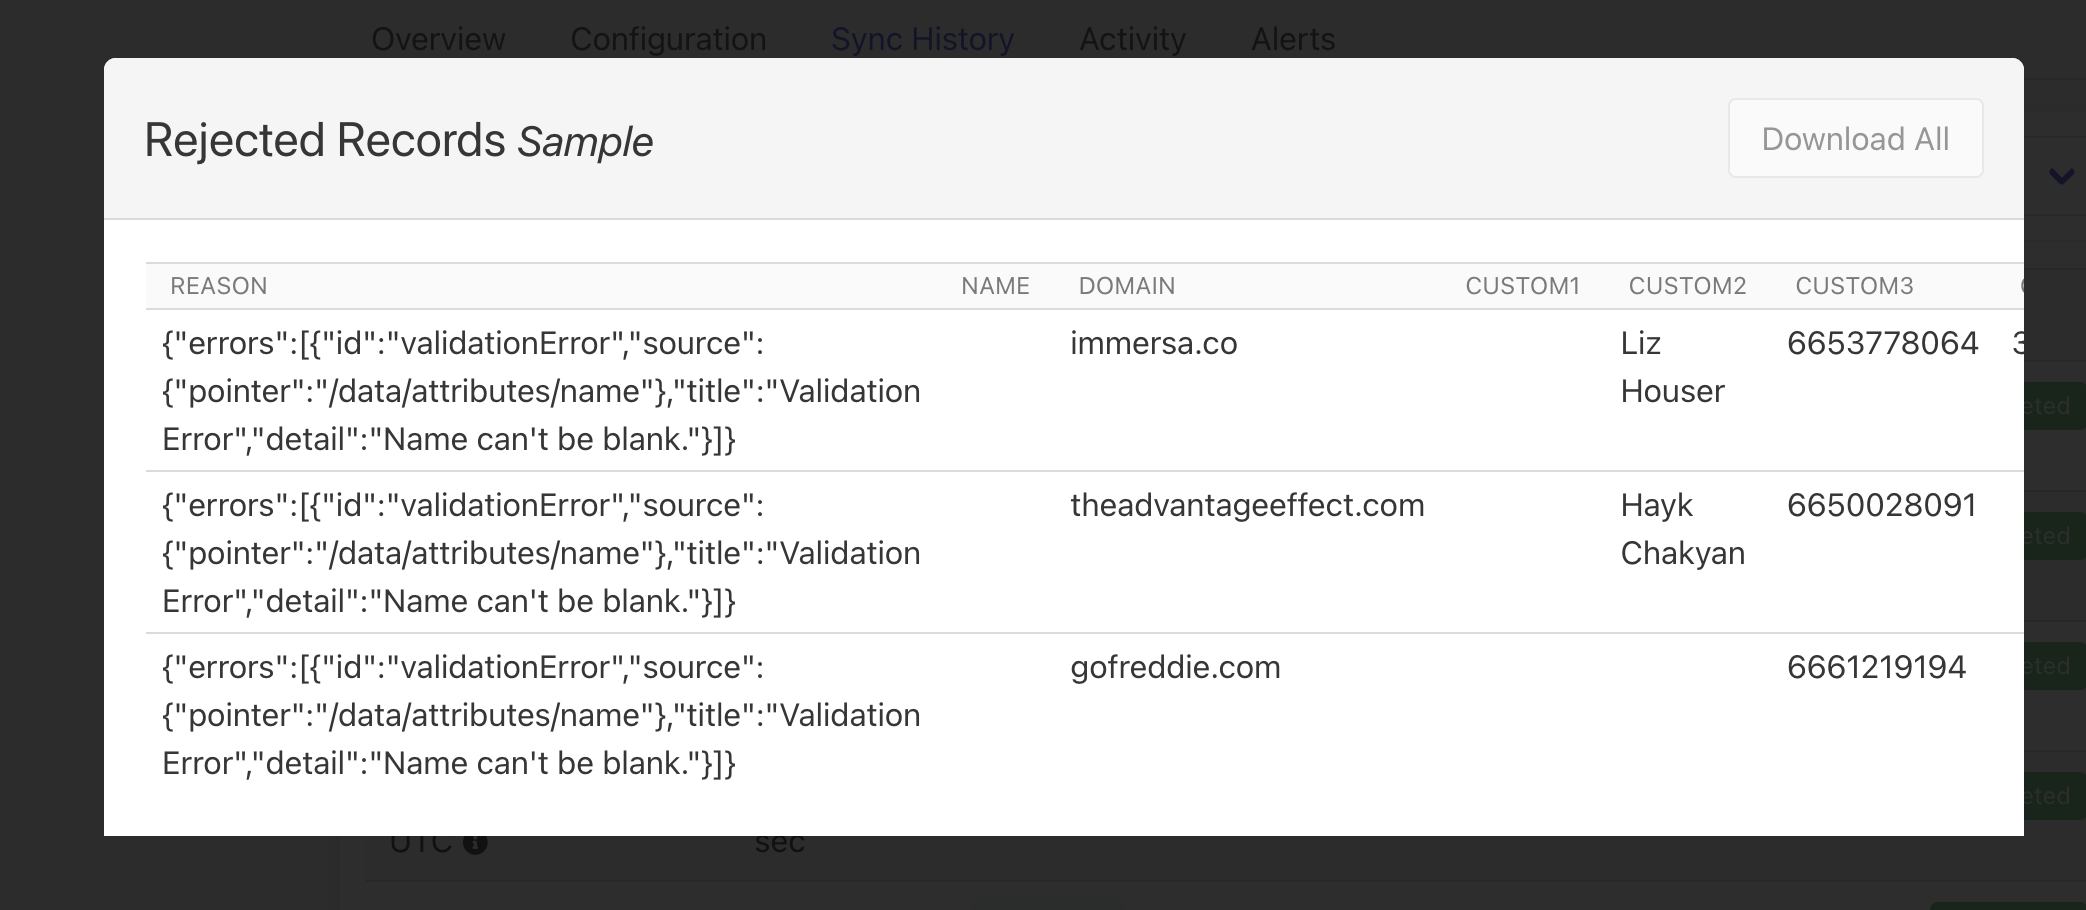 Overview Configuration Sync History Activity Alerts
Rejected Records Sample
Download All
REASON NAME DOMAIN CUSTOM1 CUSTOM2 CUSTOM3
{"errors":[{"id":"validationError","source":
{"pointer":"/data/attributes/name"},"title":"Validation
Error","detail":"Name can't be blank."}]}
immersa.co
Liz
Houser
6653778064
{"errors":[{"id":"validationError","source":
{"pointer":"/data/attributes/name"},"title":"Validation
Error","detail":"Name can't be blank."}]}
theadvantageeffect.com
Hayk
Chakyan
6650028091
{"errors":[{"id":"validationError","source":
{"pointer":"/data/attributes/name"},"title":"Validation
Error","detail":"Name can't be blank."}]}
gofreddie.com
6661219194
UTC
sec